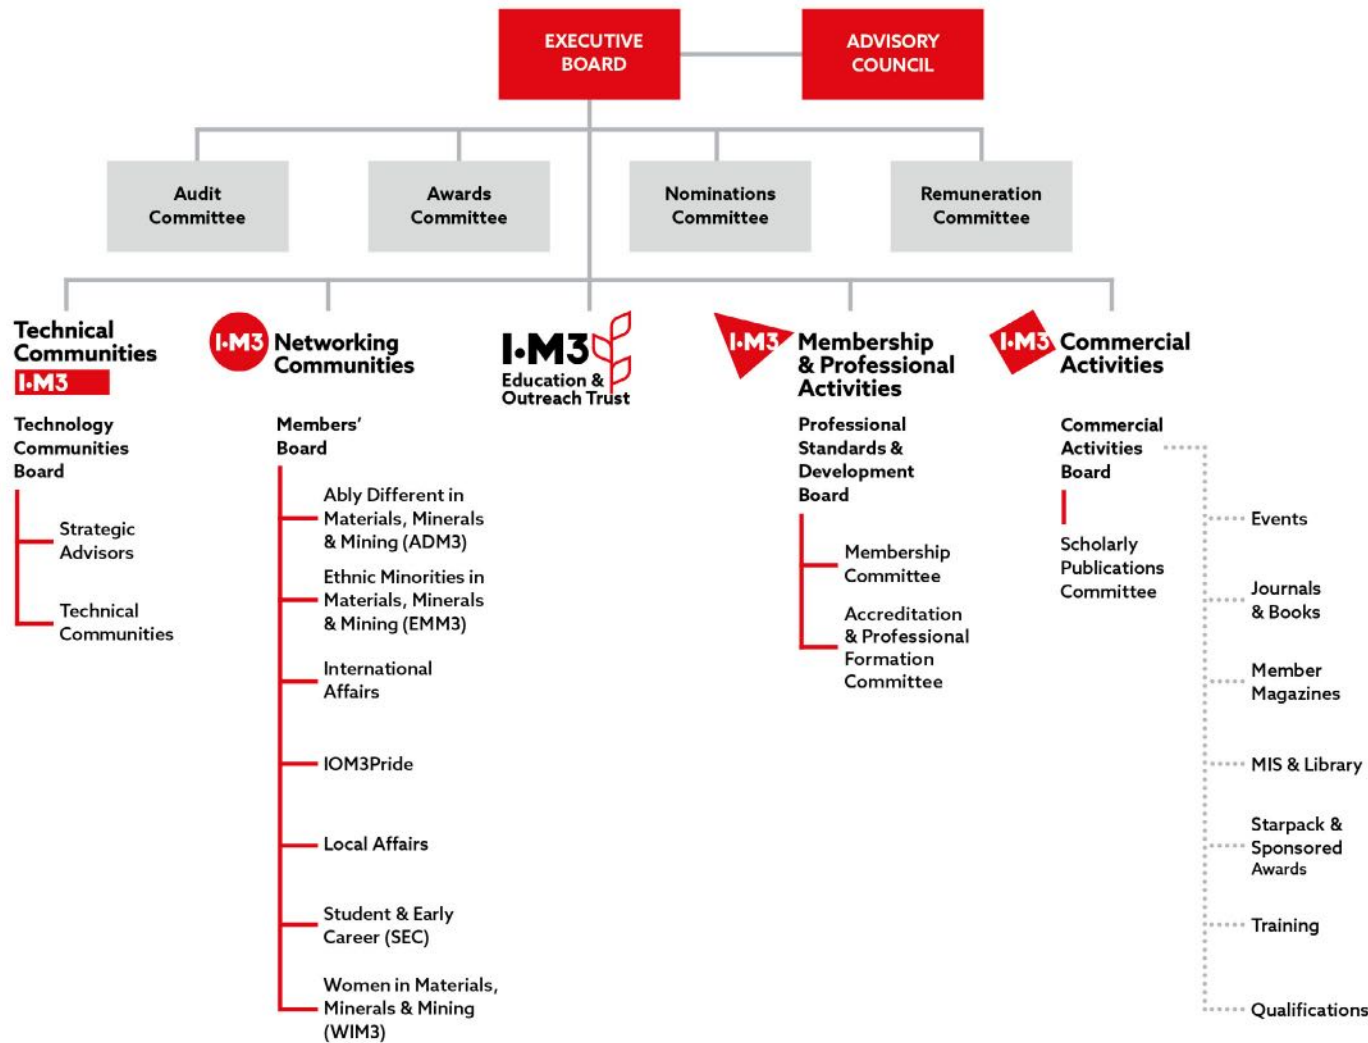 EXECUTIVE
BOARD
ADVISORY
COUNCIL
Audit
Committee
Awards
Committee
Nominations
Committee
Remuneration
Committee
Technical
Communities
I•M3
Technology
Communities
Board
Strategic
Advisors
Technical
Communities
I•M3
Networking
Communities
Members'
Board
Ably Different in
Materials, Minerals
& Mining (ADM3)
Ethnic Minorities in
Materials, Minerals
& Mining (EMM3)
International
Affairs
IOM3Pride
Local Affairs
Student & Early
Career (SEC)
Women in Materials,
Minerals & Mining
(WIM3)
I•M3
Education &
Outreach Trust
I•M3
Membership
& Professional
Activities
Professional
Standards &
Development
Board
Membership
Committee
Accreditation
& Professional
Formation
Committee
I•M3
Commercial
Activities
Commercial
Activities
Board
Scholarly
Publications
Committee
Events
Journals
& Books
Member
Magazines
MIS & Library
Starpack &
Sponsored
Awards
Training
Qualifications